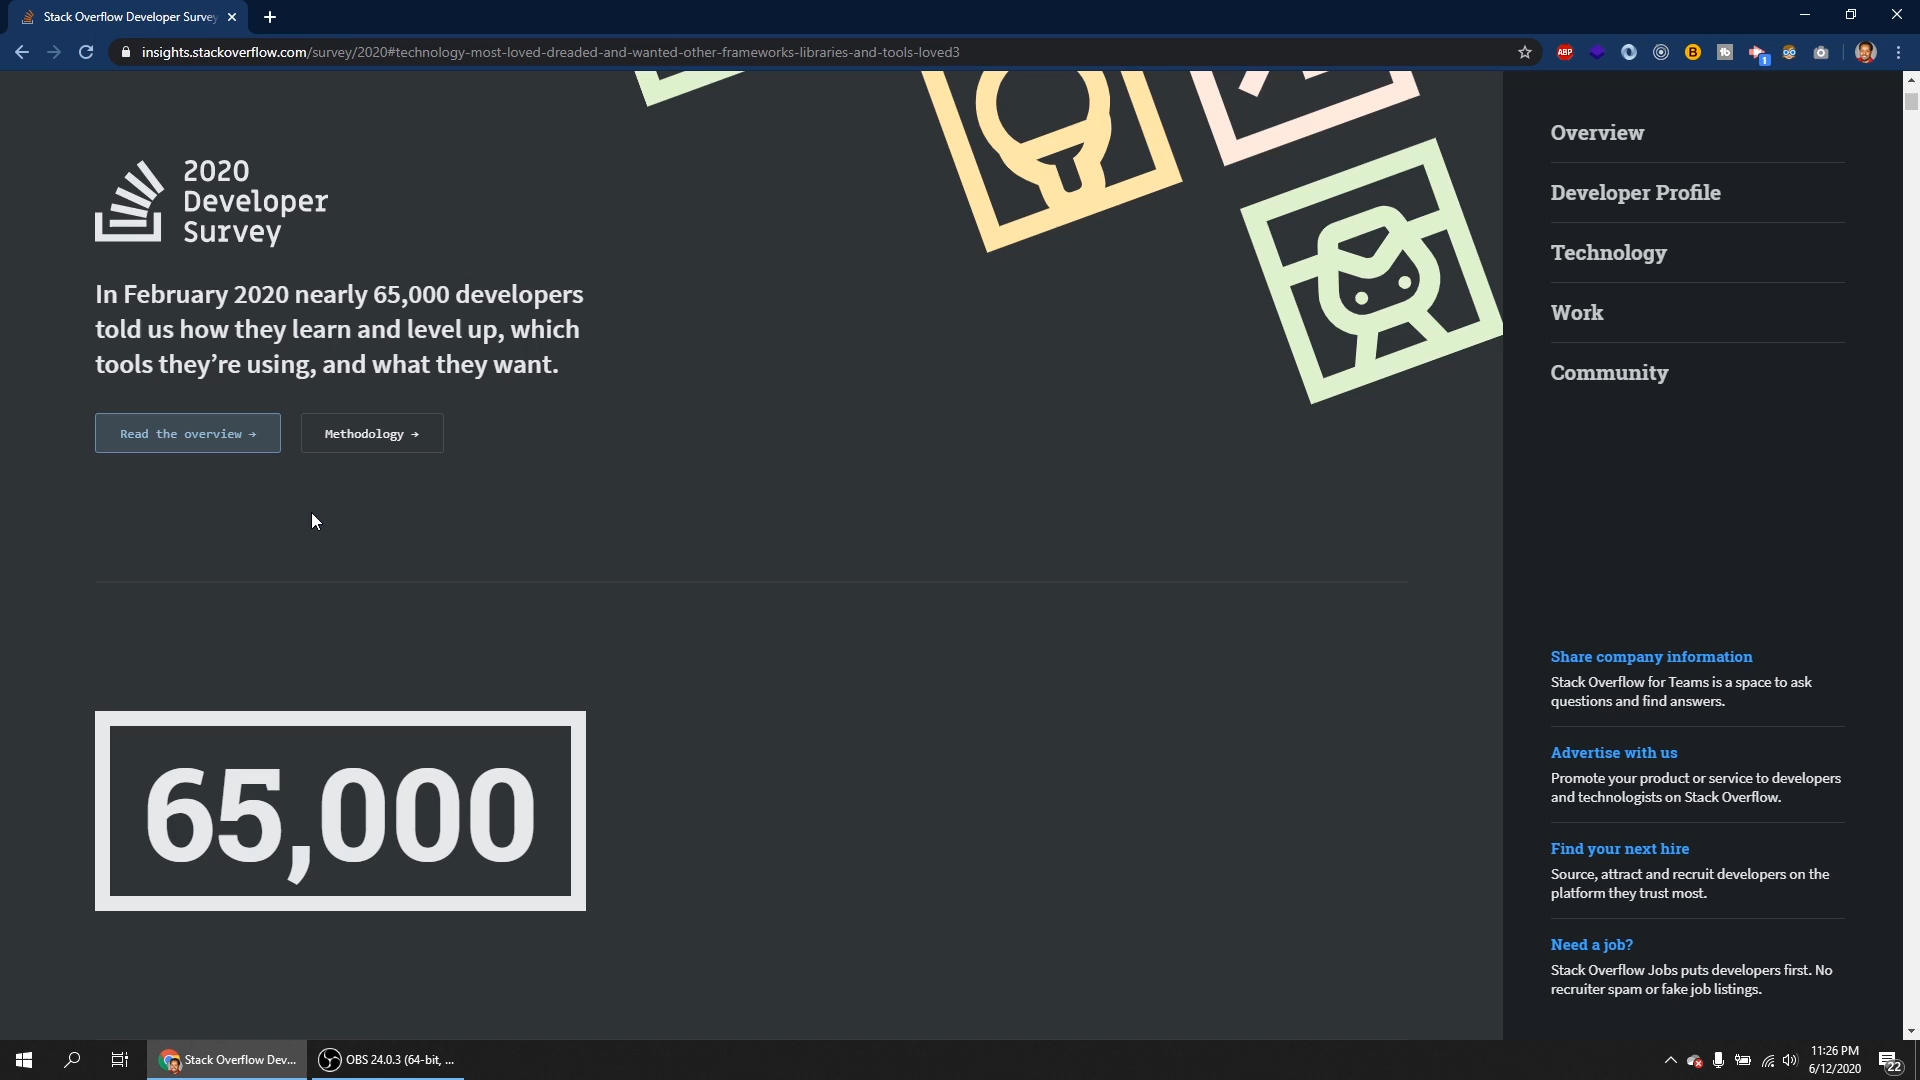 Stack Overflow Developer Survey
insights.stackoverflow.com/survey/2020#technology-most-loved-dreaded-and-wanted-other-frameworks-libraries-and-tools-loved3
ABP
B
tb
1
2020
Developer
Survey
In February 2020 nearly 65,000 developers
told us how they learn and level up, which
tools they’re using, and what they want.
Read the overview →
Methodology →
65,000
Overview
Developer Profile
Technology
Work
Community
Share company information
Stack Overflow for Teams is a space to ask
questions and find answers.
Advertise with us
Promote your product or service to developers
and technologists on Stack Overflow.
Find your next hire
Source, attract and recruit developers on the
platform they trust most.
Need a job?
Stack Overflow Jobs puts developers first. No
recruiter spam or fake job listings.
Stack Overflow Dev...
OBS 24.0.3 (64-bit, ...
11:26 PM
6/12/2020
22